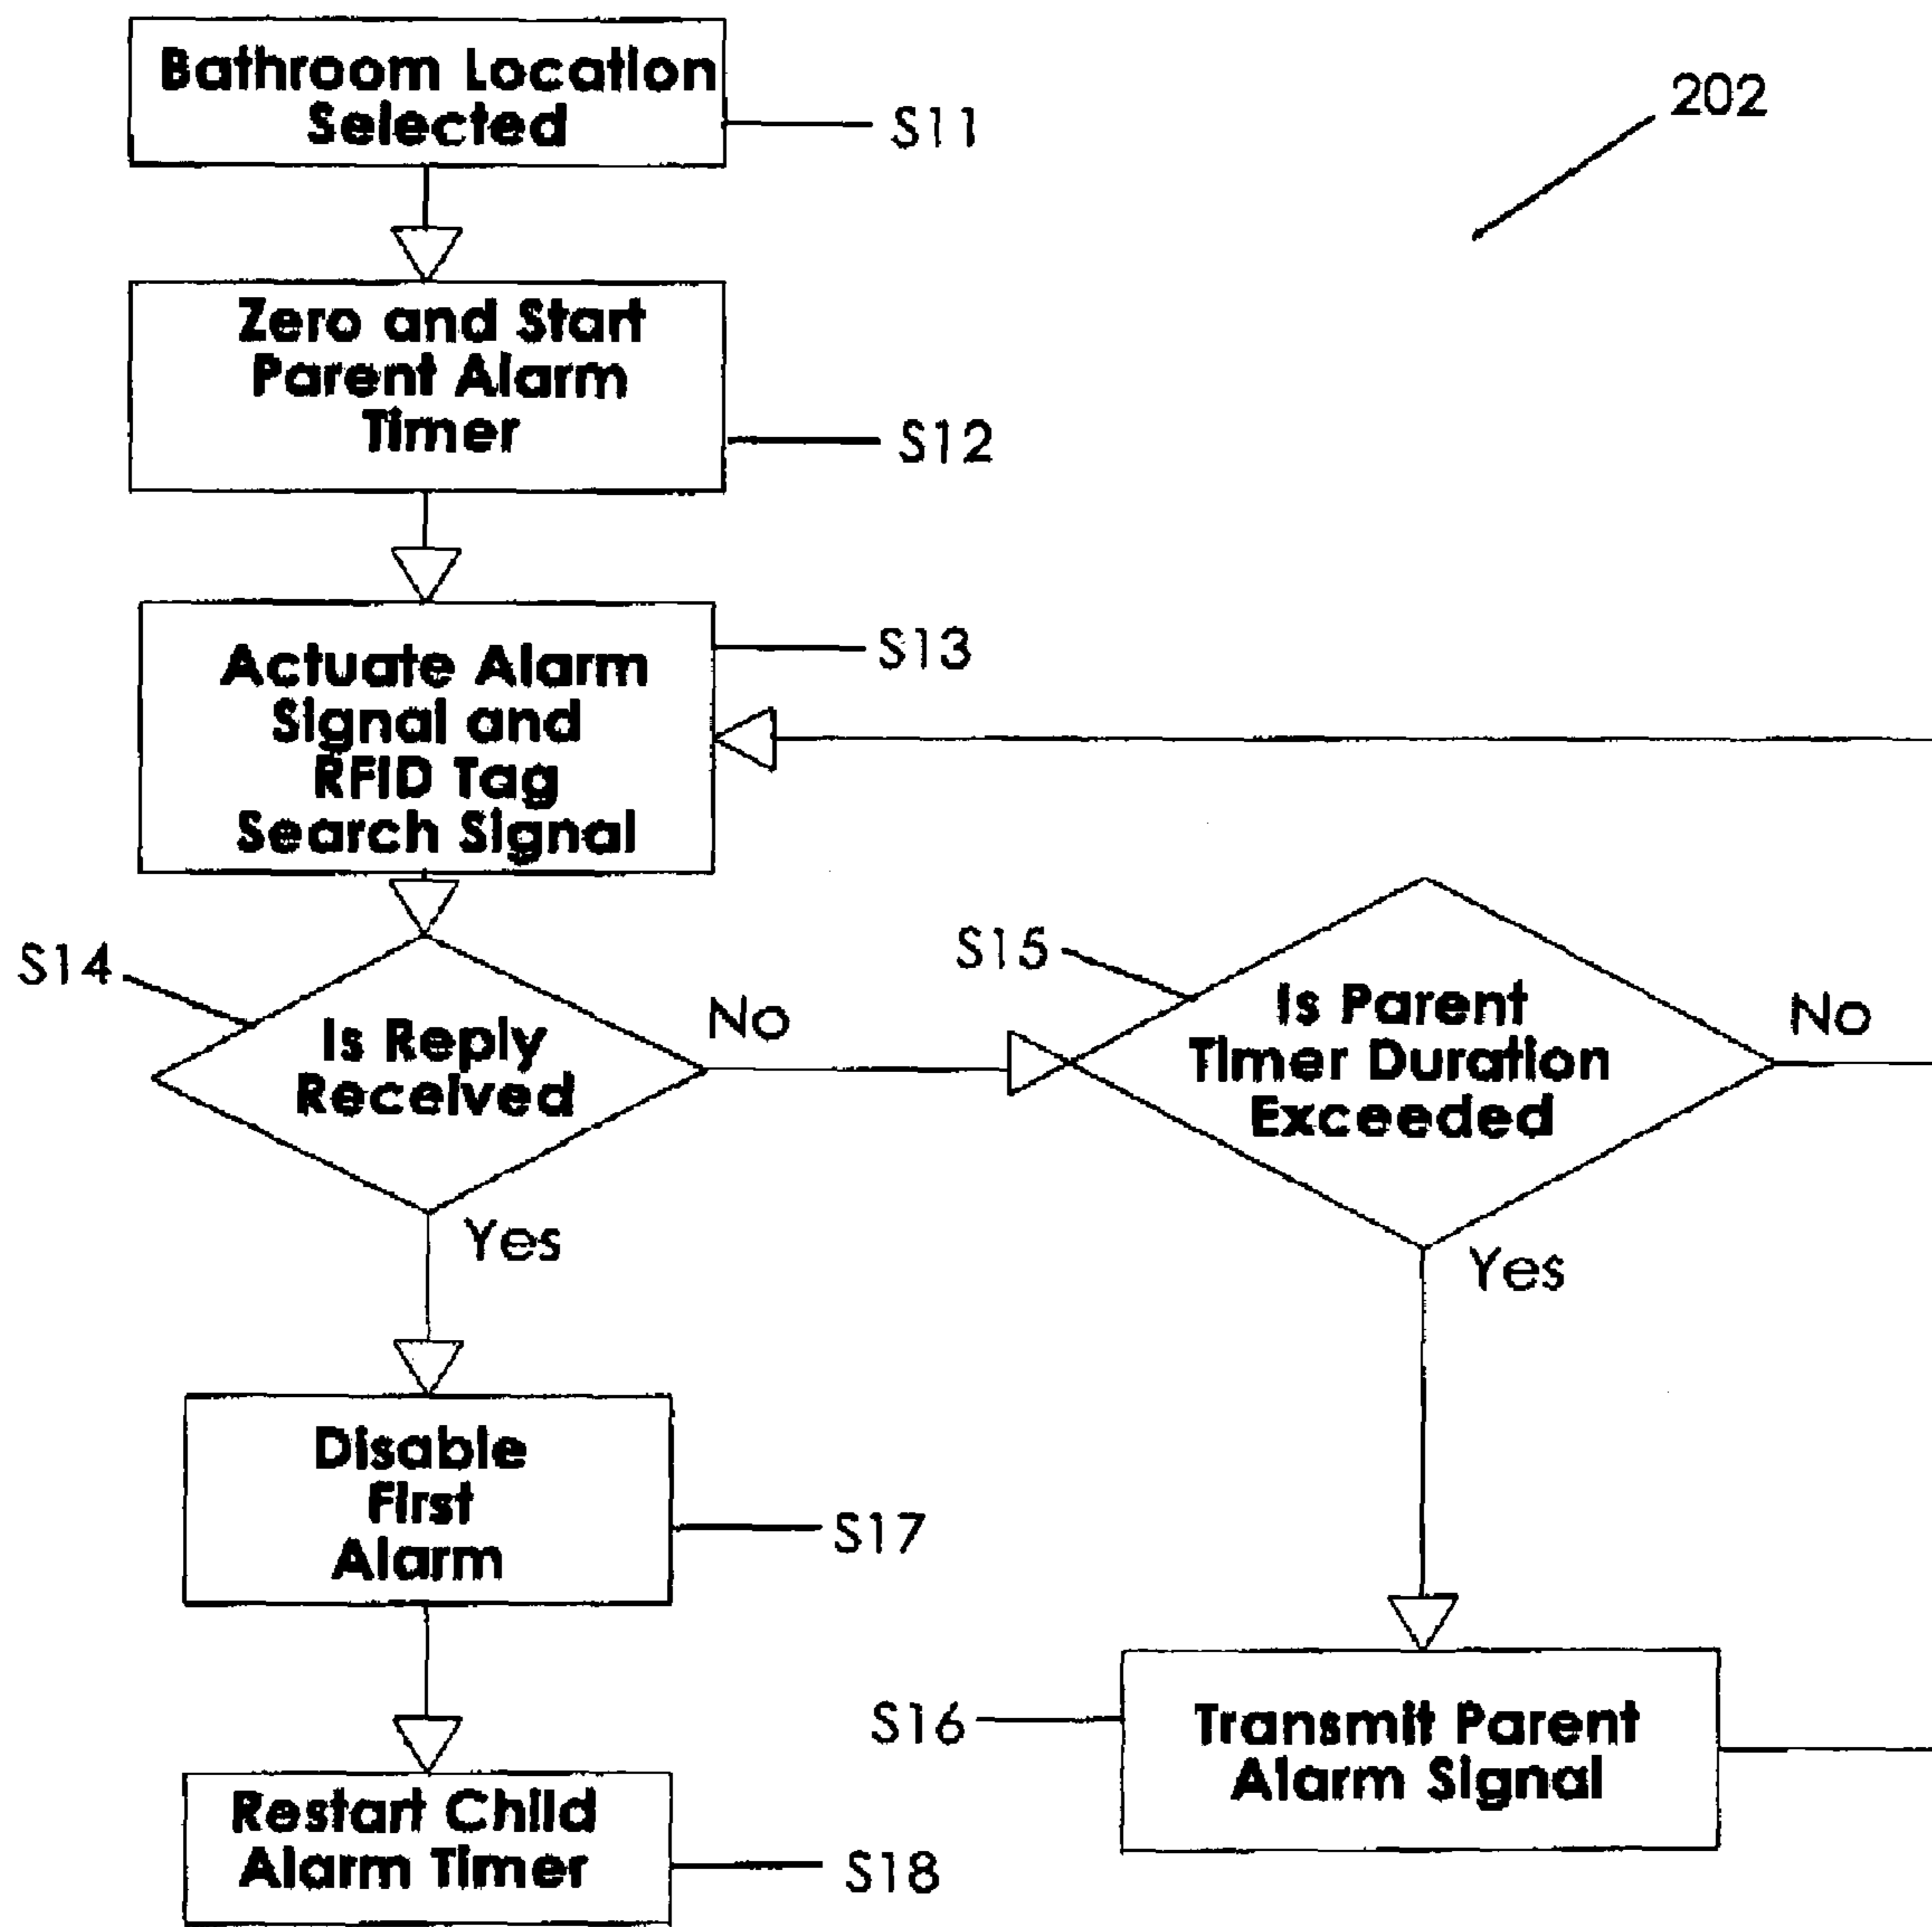 Bathroom Location
Selected
S11
202
Zero and Start
Parent Alarm
Timer
S12
Actuate Alarm
Signal and
RFID Tag
Search Signal
S13
S14
Is Reply
Received
No
Yes
S15
Is Parent
Timer Duration
Exceeded
No
Yes
Disable
First
Alarm
S17
S16
Transmit Parent
Alarm Signal
Restart Child
Alarm Timer
S18